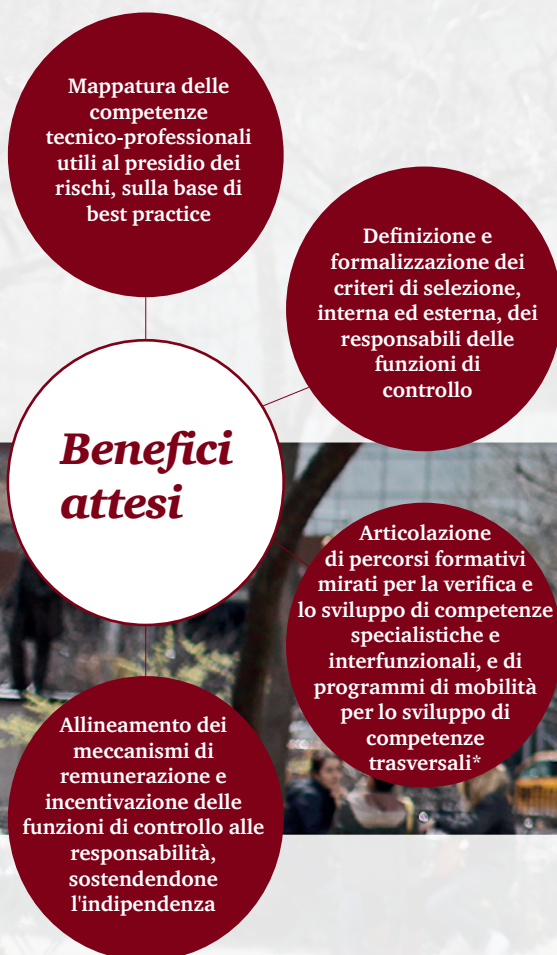 Mappatura delle
competenze
tecnico-professionali
utili al presidio dei
rischi, sulla base di
best practice
Definizione e
formalizzazione dei
criteri di selezione,
interna ed esterna, dei
responsabili delle
funzioni di
controllo
Benefici
attesi
Articolazione
di percorsi formativi
mirati per la verifica e
lo sviluppo di competenze
specialistiche e
interfunzionali, e di
programmi di mobilità
per lo sviluppo di
competenze
trasversali*
Allineamento dei
meccanismi di
remunerazione e
incentivazione delle
funzioni di controllo alle
responsabilità,
sostendendone
l'indipendenza